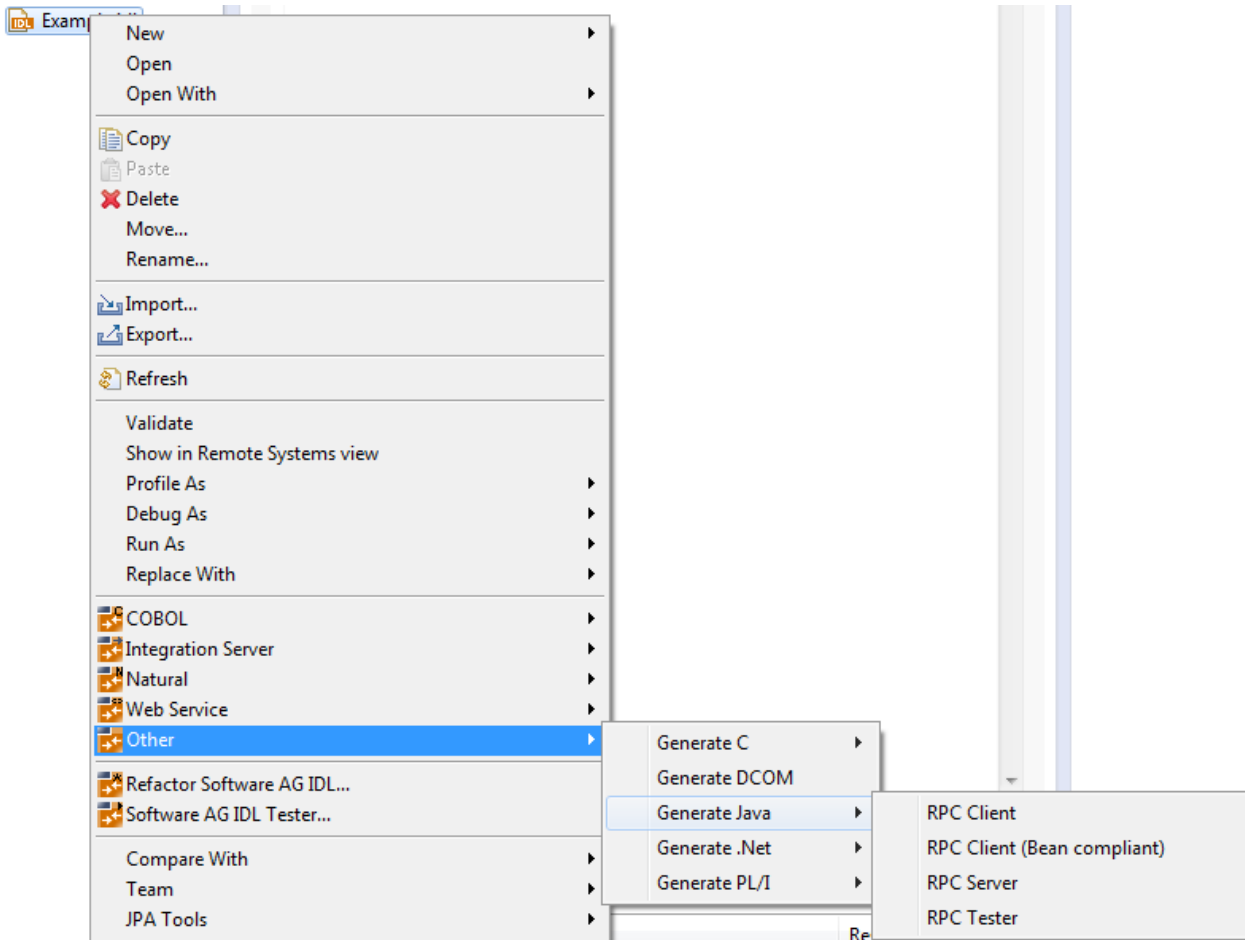 IDL
New
Open
Open With
Copy
Paste
Delete
Move...
Rename...
Import...
Export...
Refresh
Validate
Show in Remote Systems view
Profile As
Debug As
Run As
Replace With
COBOL
Integration Server
Natural
Web Service
Other
Refactor Software AG IDL...
Software AG IDL Tester...
Compare With
Team
JPA Tools
Generate C
Generate DCOM
Generate Java
Generate .Net
Generate PL/I
RPC Client
RPC Client (Bean compliant)
RPC Server
RPC Tester